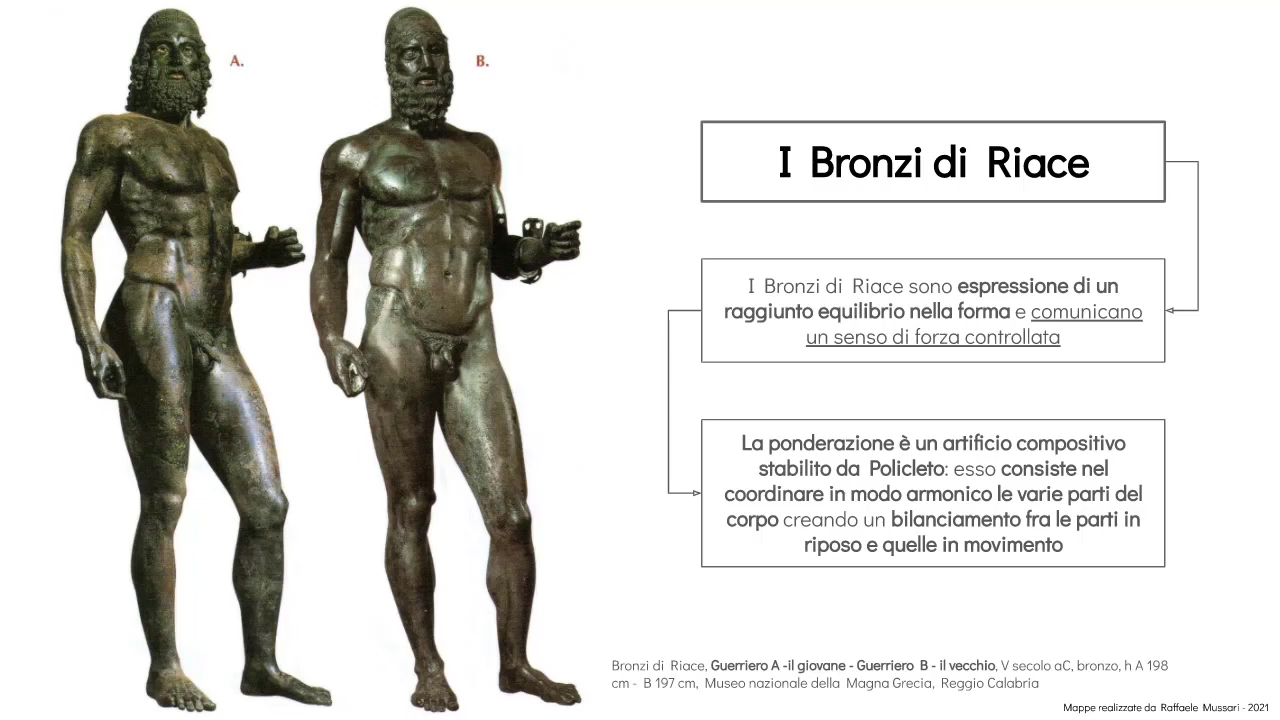 A.
B.
I Bronzi di Riace
I Bronzi di Riace sono espressione di un
raggiunto equilibrio nella forma e comunicano
un senso di forza controllata
La ponderazione è un artificio compositivo
stabilito da Policleto: esso consiste nel
coordinare in modo armonico le varie parti del
corpo creando un bilanciamento fra le parti in
riposo e quelle in movimento
Bronzi di Riace, Guerriero A -il giovane - Guerriero B - il vecchio, V secolo aC, bronzo, h A 198
cm - B 197 cm, Museo nazionale della Magna Grecia, Reggio Calabria
Mappe realizzate da Raffaele Mussari - 2021